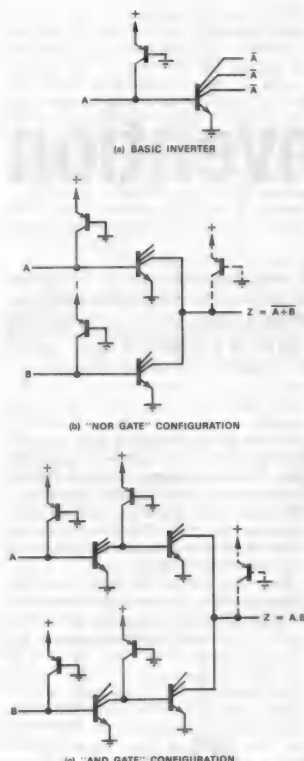 +
A
A̅
A̅
A̅
(a) BASIC INVERTER
+
A
+
+
Z = A̅+̅B̅
B
(b) "NOR GATE" CONFIGURATION
+
+
A
+
Z = A.B
+
+
B
(c) "AND GATE" CONFIGURATION